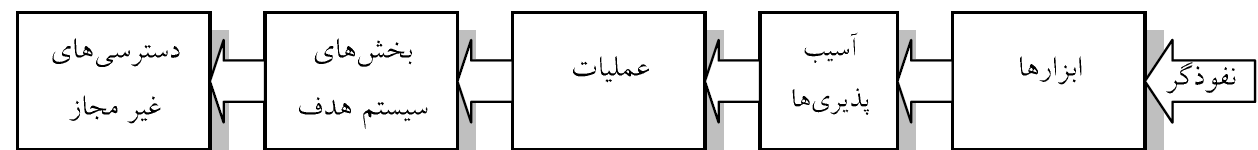 نفوذگر
ابزارها
آسیب
پذیری‌ها
عملیات
بخش‌های
سیستم هدف
دسترسی‌های
غیر مجاز